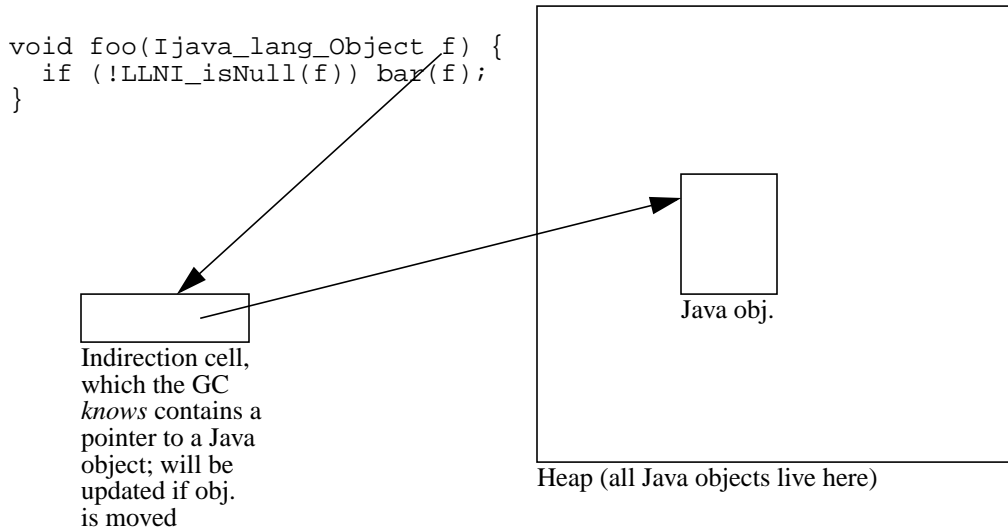 void foo(Ijava_lang_Object f) {
  if (!LLNI_isNull(f)) bar(f);
}
Java obj.
Indirection cell,
which the GC
knows contains a
pointer to a Java
object; will be
updated if obj.
is moved
Heap (all Java objects live here)